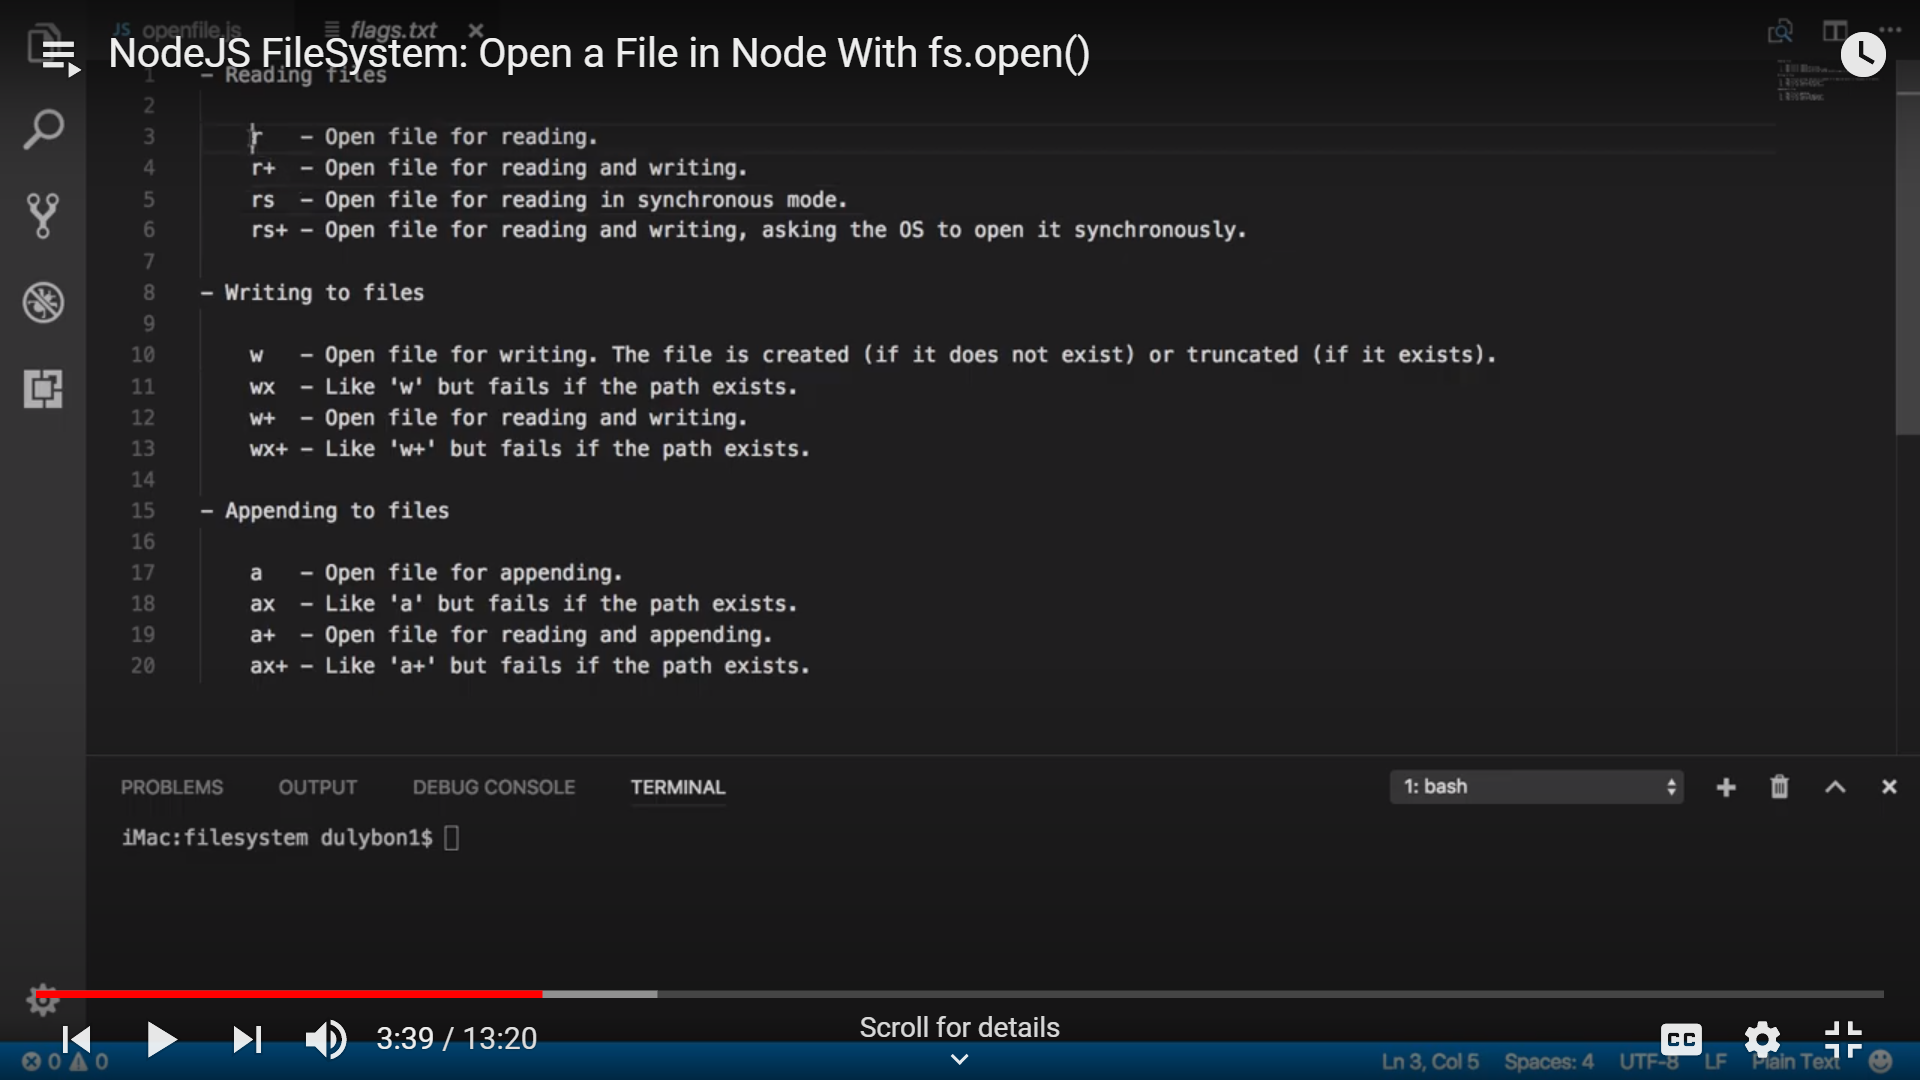 JS openfile.js flags.txt
NodeJS FileSystem: Open a File in Node With fs.open()
1 - Reading files
2
3 r - Open file for reading.
4 r+ - Open file for reading and writing.
5 rs - Open file for reading in synchronous mode.
6 rs+ - Open file for reading and writing, asking the OS to open it synchronously.
7
8 - Writing to files
9
10 w - Open file for writing. The file is created (if it does not exist) or truncated (if it exists).
11 wx - Like 'w' but fails if the path exists.
12 w+ - Open file for reading and writing.
13 wx+ - Like 'w+' but fails if the path exists.
14
15 - Appending to files
16
17 a - Open file for appending.
18 ax - Like 'a' but fails if the path exists.
19 a+ - Open file for reading and appending.
20 ax+ - Like 'a+' but fails if the path exists.
PROBLEMS OUTPUT DEBUG CONSOLE TERMINAL 1: bash
iMac:filesystem dulybon1$
3:39 / 13:20 Scroll for details CC
0 0 Ln 3, Col 5 Spaces: 4 UTF-8 LF Plain Text